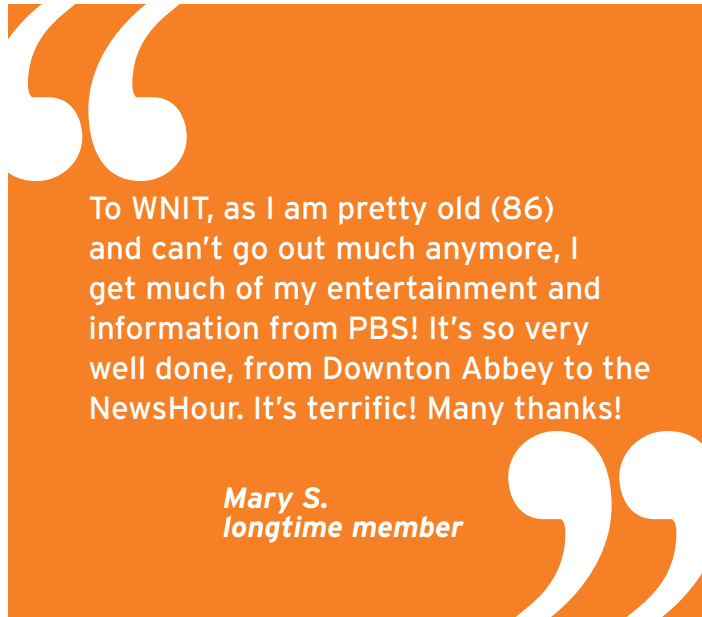 To WNIT, as I am pretty old (86)
and can't go out much anymore, I
get much of my entertainment and
information from PBS! It's so very
well done, from Downton Abbey to the
NewsHour. It's terrific! Many thanks!
Mary S.
longtime member